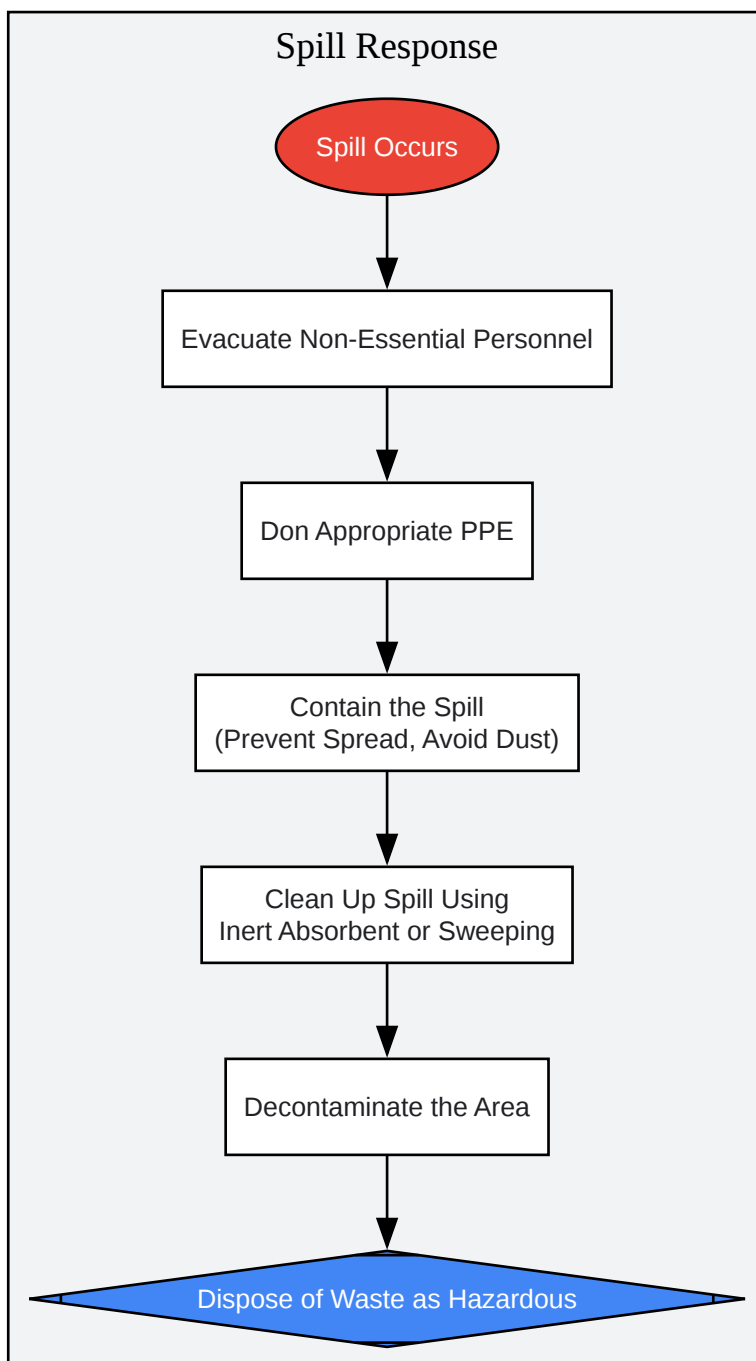 Spill Response
Spill Occurs
Evacuate Non-Essential Personnel
Don Appropriate PPE
Contain the Spill
(Prevent Spread, Avoid Dust)
Clean Up Spill Using
Inert Absorbent or Sweeping
Decontaminate the Area
Dispose of Waste as Hazardous